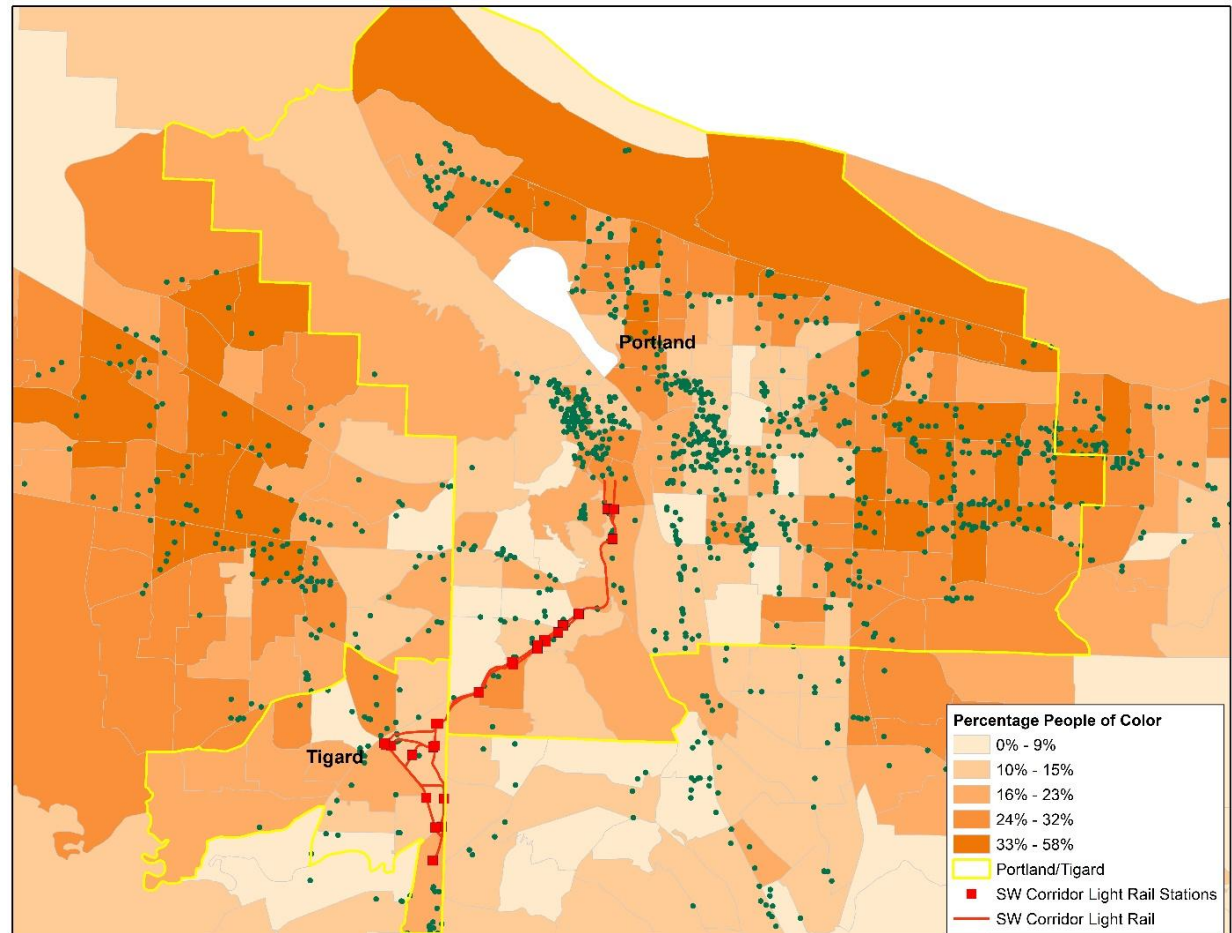 Portland
Tigard
Percentage People of Color
0% - 9%
10% - 15%
16% - 23%
24% - 32%
33% - 58%
Portland/Tigard
SW Corridor Light Rail Stations
SW Corridor Light Rail